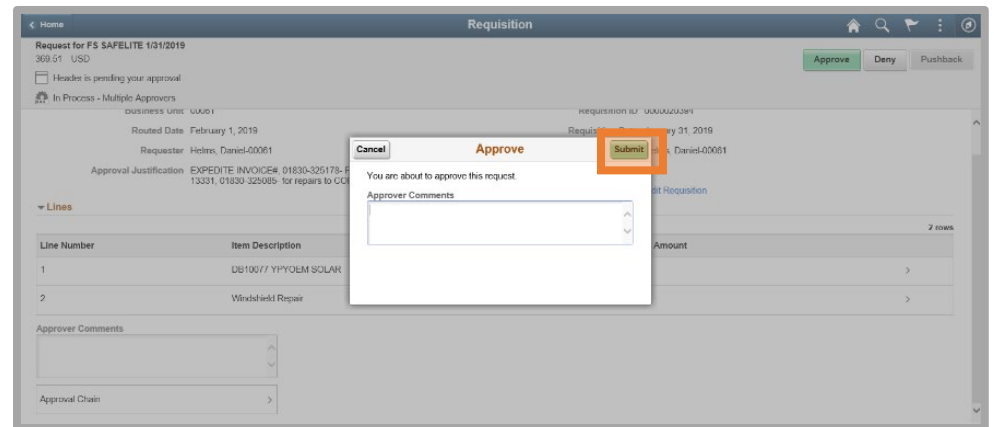 Home
Requisition
Request for FS SAFELITE 1/31/2019
369.51 USD
Approve Deny Pushback
Header is pending your approval
In Process - Multiple Approvers
Business Unit 00061
Requisition ID 0000020391
Routed Date February 1, 2019
31, 2019
Requester Helms, Daniel-00061
Daniel-00061
Approval Justification EXPEDITE INVOICE#, 01830-325178-
13331, 01830-325085- for repairs to
Requisition
Cancel Approve Submit
You are about to approve this request.
Approver Comments
Lines
2 rows
Line Number Item Description Amount
1 DB10077 YPYOEM SOLAR
2 Windshield Repair
Approver Comments
Approval Chain